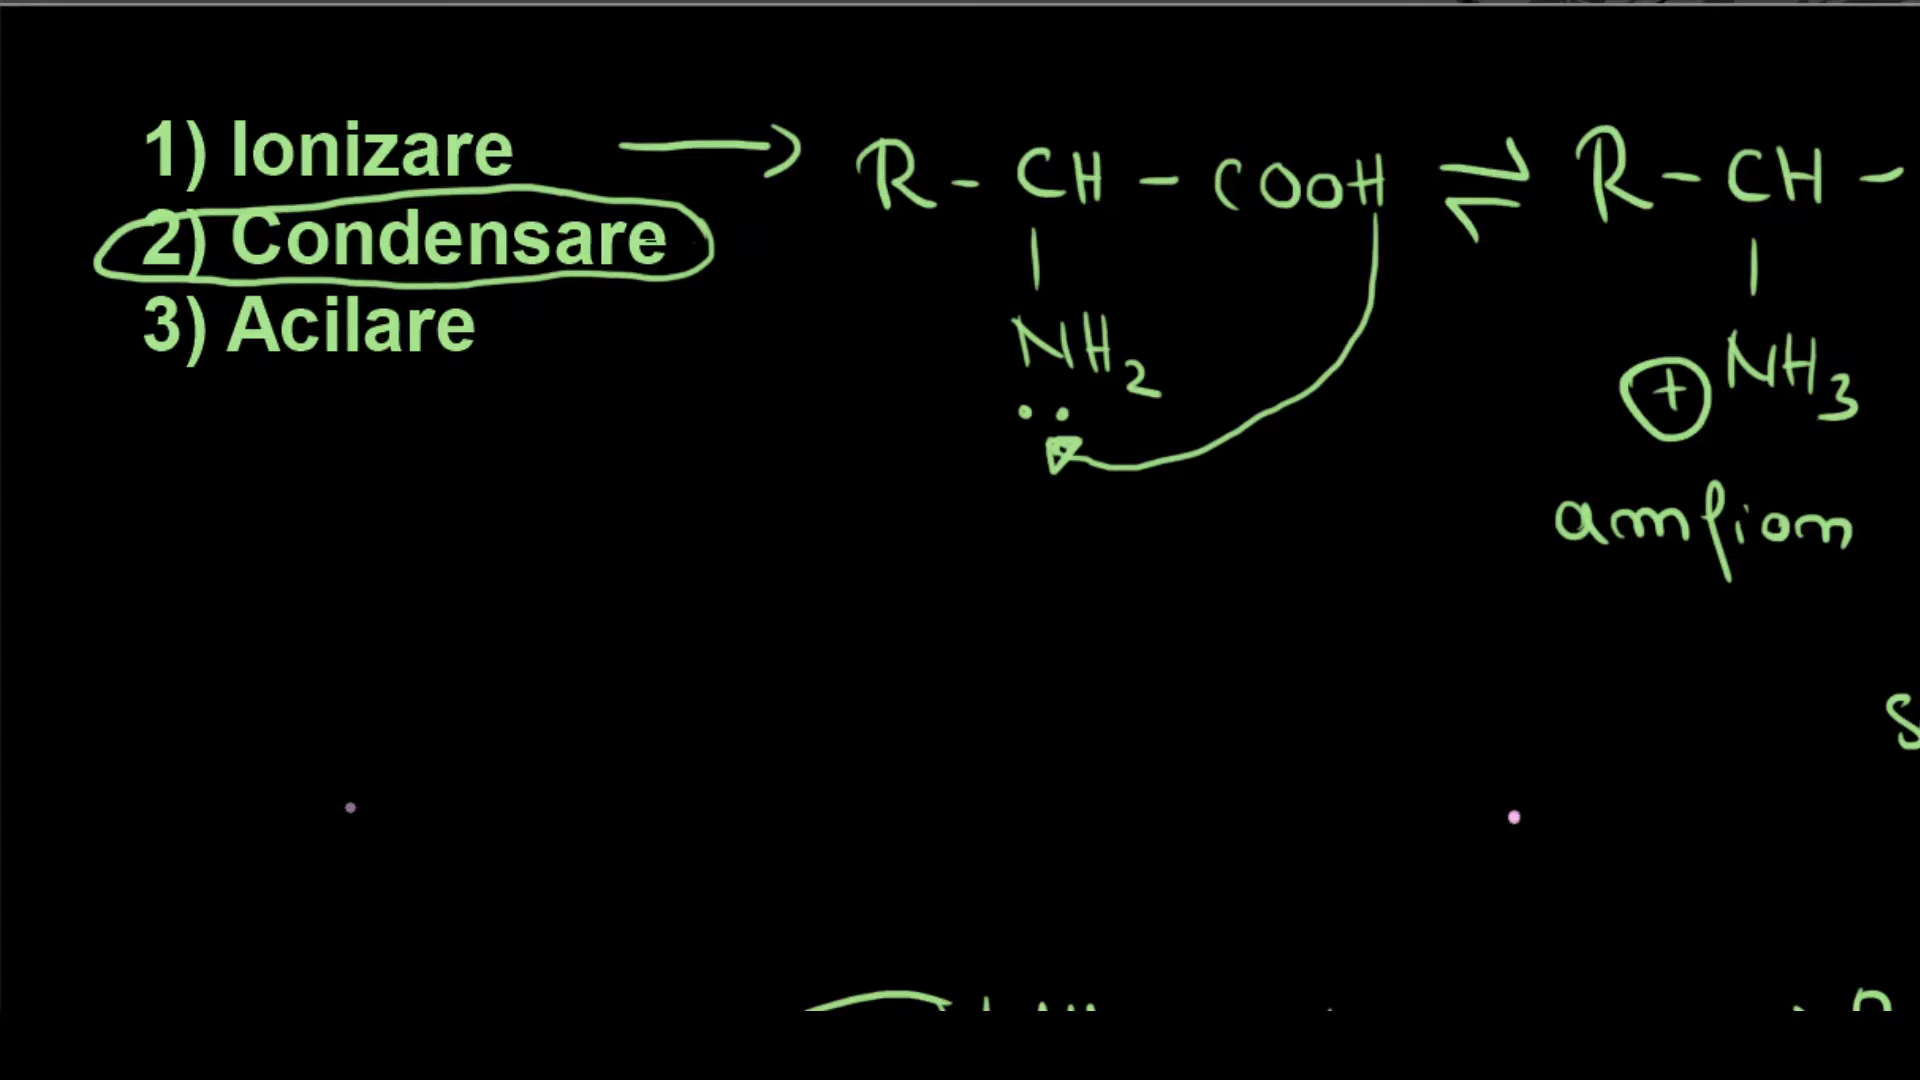 1) Ionizare → R - CH - COOH ⇌ R - CH -
2) Condensare
3) Acilare
NH2
+ NH3
amfion